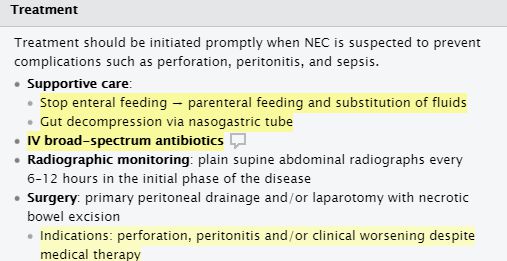 Treatment
Treatment should be initiated promptly when NEC is suspected to prevent
complications such as perforation, peritonitis, and sepsis.
• Supportive care:
• Stop enteral feeding → parenteral feeding and substitution of fluids
• Gut decompression via nasogastric tube
• IV broad-spectrum antibiotics
• Radiographic monitoring: plain supine abdominal radiographs every
6–12 hours in the initial phase of the disease
• Surgery: primary peritoneal drainage and/or laparotomy with necrotic
bowel excision
• Indications: perforation, peritonitis and/or clinical worsening despite
medical therapy